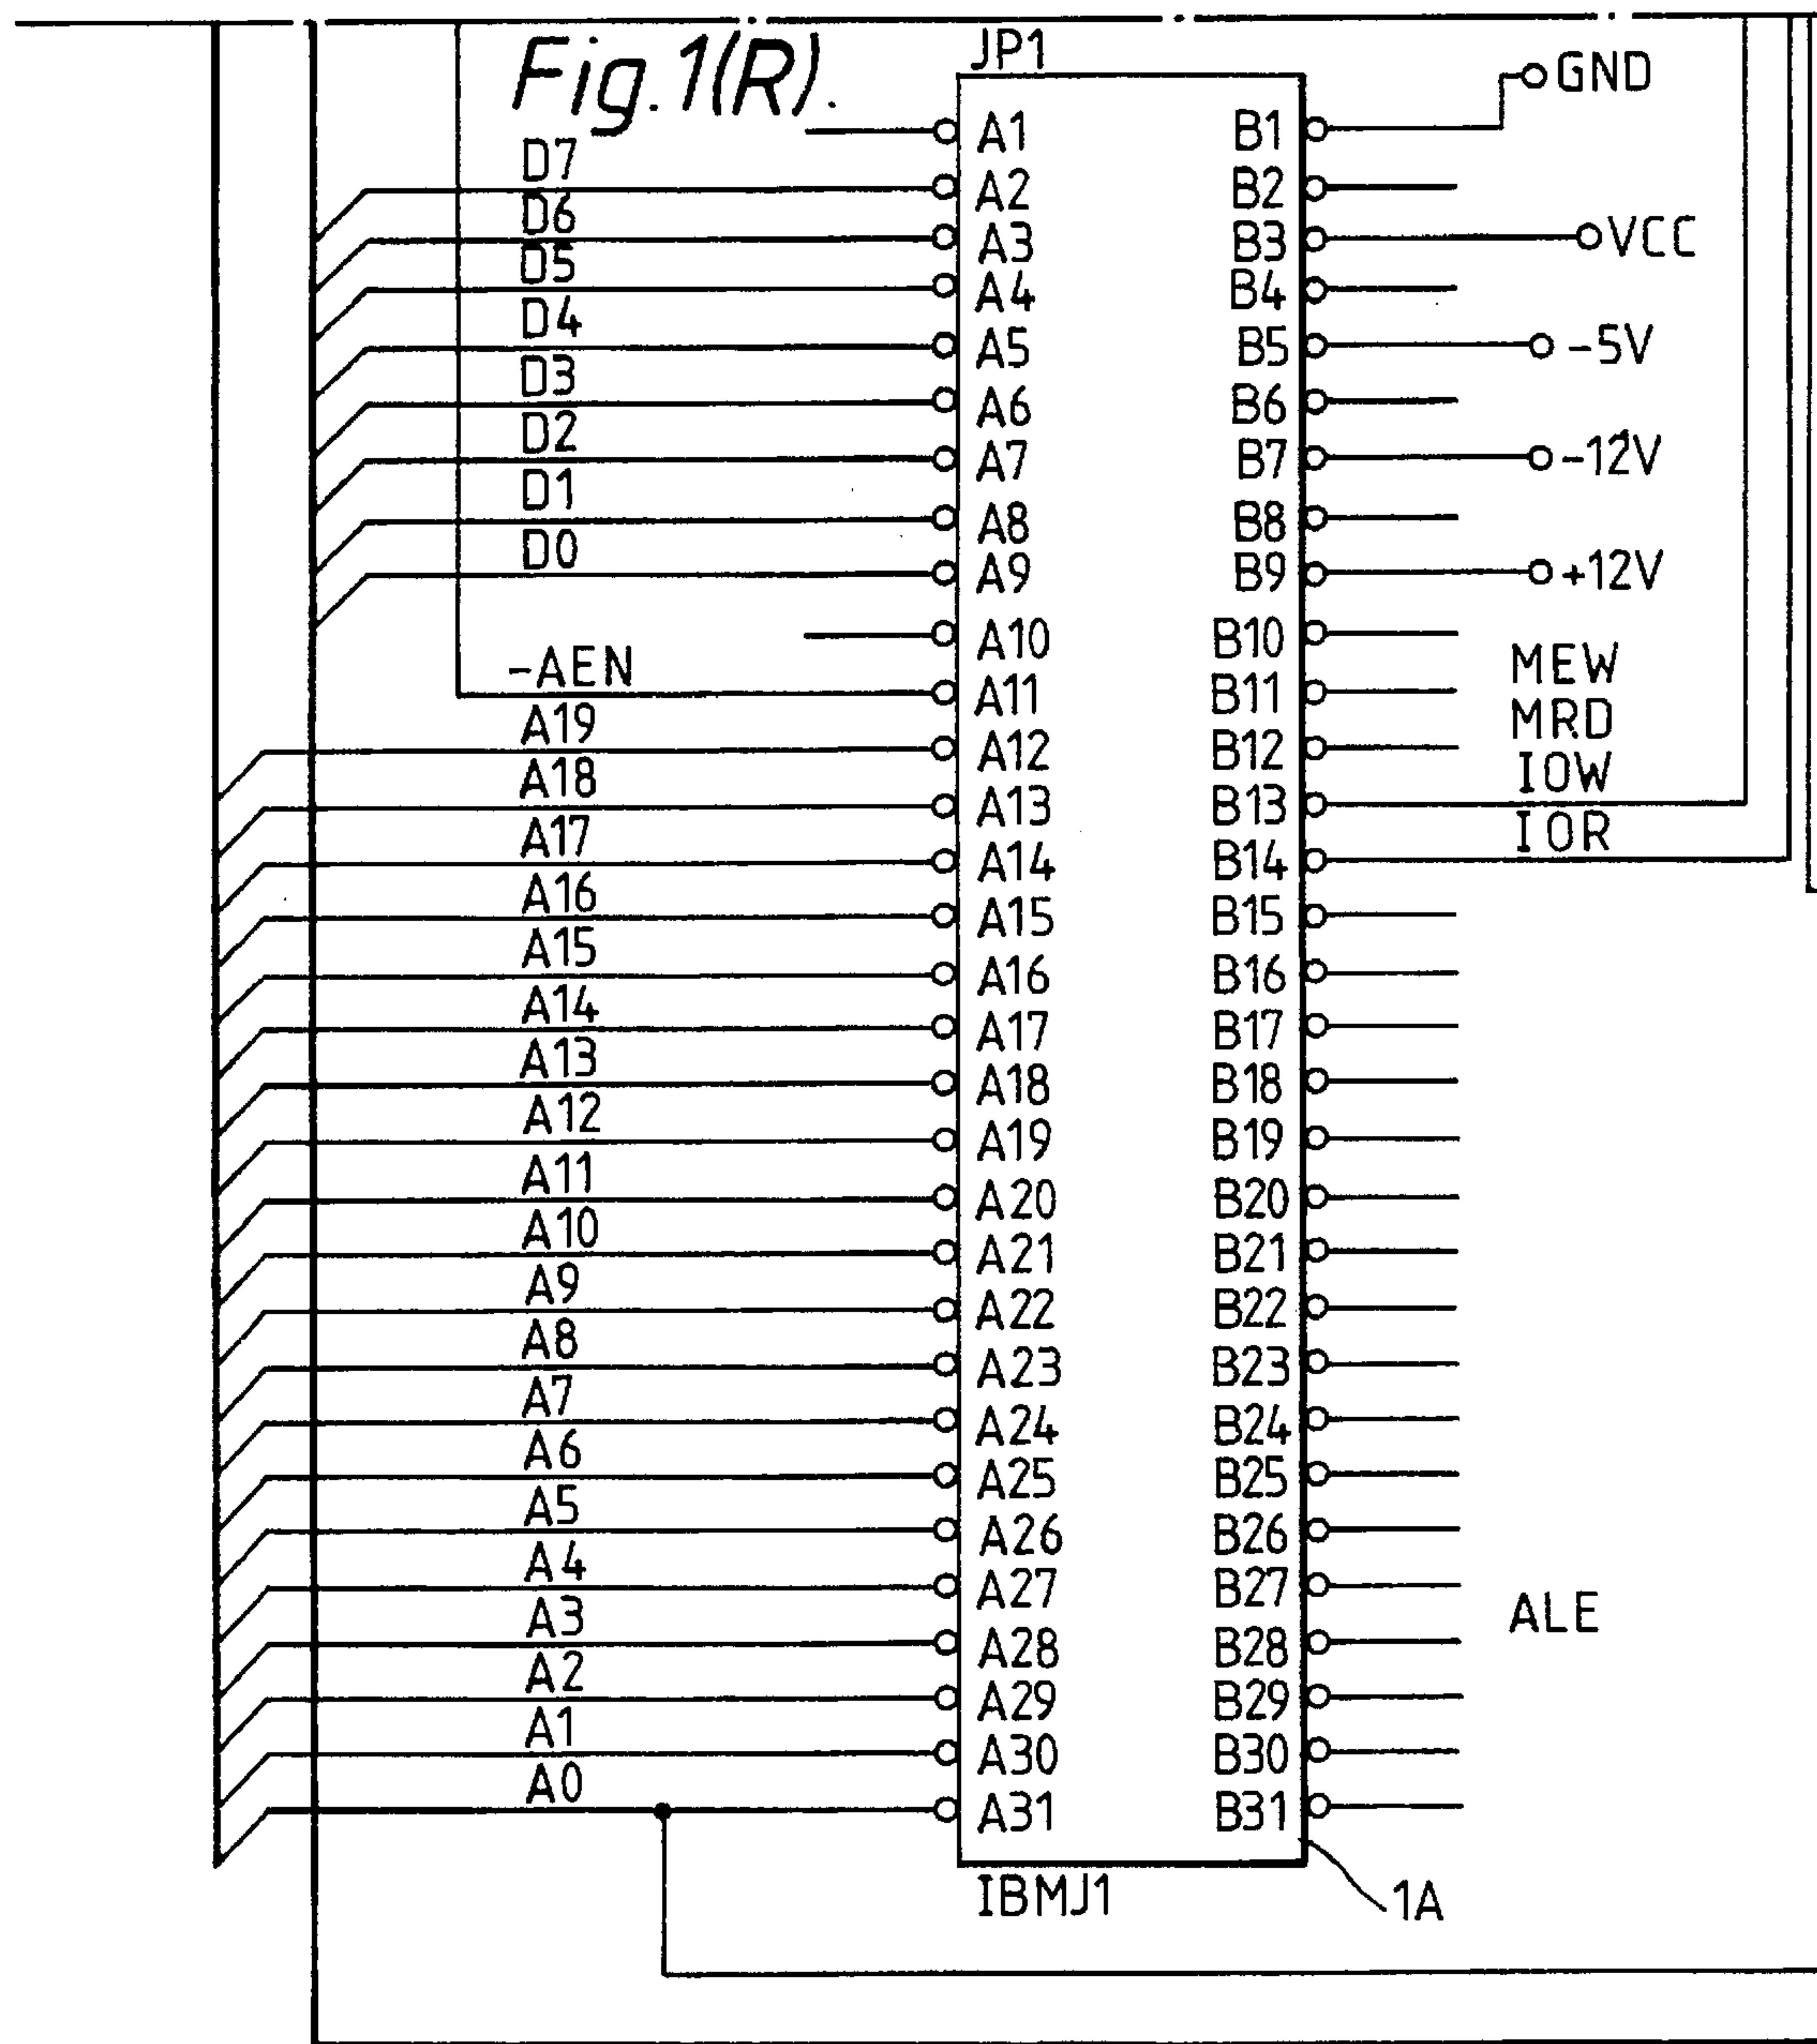 Fig.1(R).
JP1
GND
A1 B1
D7
A2 B2
D6
A3 B3 VCC
D5
A4 B4
D4
A5 B5 -5V
D3
A6 B6
D2
A7 B7 -12V
D1
A8 B8
D0
A9 B9 +12V
A10 B10
-AEN MEW
A11 B11
A19 MRD
A12 B12
A18 IOW
A13 B13
A17 IOR
A14 B14
A16
A15 B15
A15
A16 B16
A14
A17 B17
A13
A18 B18
A12
A19 B19
A11
A20 B20
A10
A21 B21
A9
A22 B22
A8
A23 B23
A7
A24 B24
A6
A25 B25
A5
A26 B26
A4
A27 B27
A3 ALE
A28 B28
A2
A29 B29
A1
A30 B30
A0
A31 B31
IBMJ1 1A